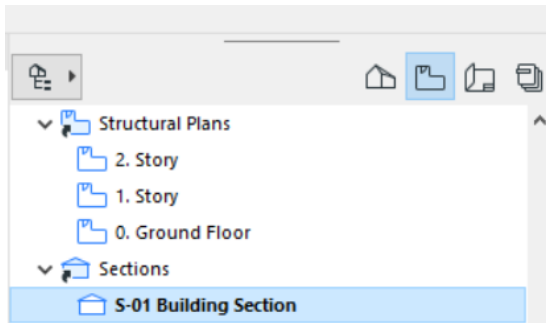 Structural Plans
2. Story
1. Story
0. Ground Floor
Sections
S-01 Building Section